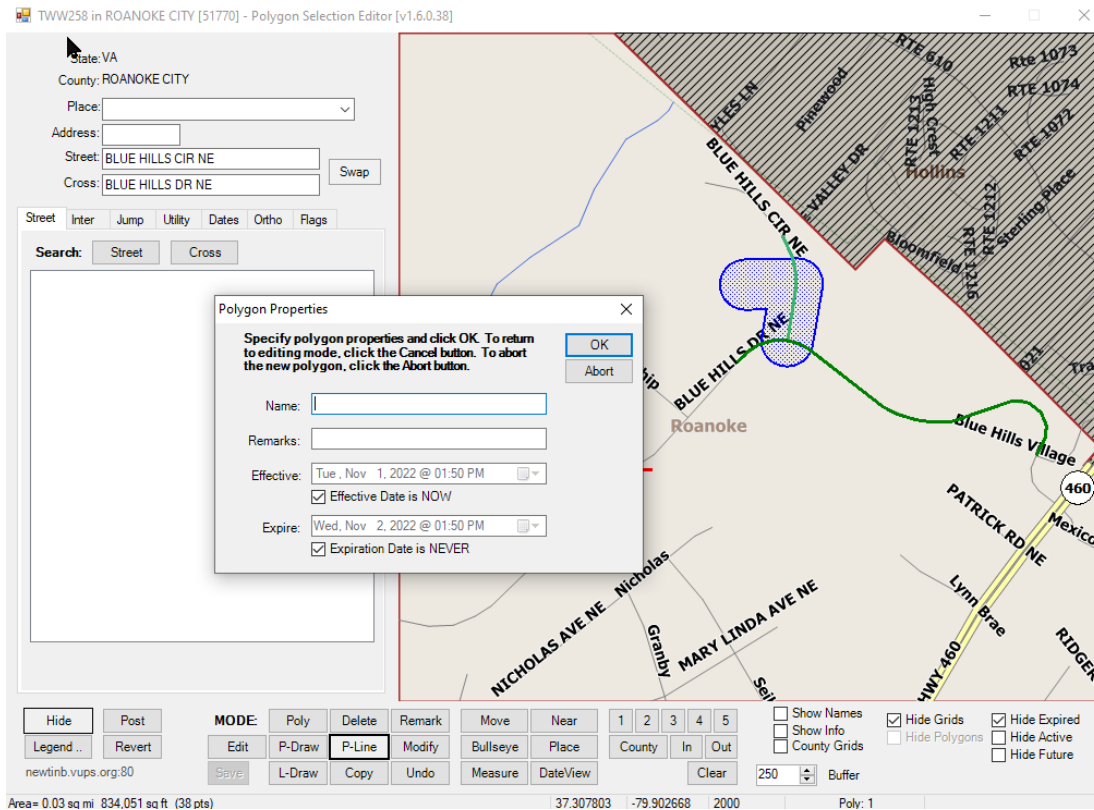 TWW258 in ROANOKE CITY [51770] - Polygon Selection Editor [v1.6.0.38]
State: VA
County: ROANOKE CITY
Place:
Address:
Street: BLUE HILLS CIR NE
Cross: BLUE HILLS DR NE
Swap
Street Inter Jump Utility Dates Ortho Flags
Search: Street Cross
Polygon Properties
Specify polygon properties and click OK. To return
to editing mode, click the Cancel button. To abort
the new polygon, click the Abort button.
OK
Abort
Name:
Remarks:
Effective: Tue , Nov 1, 2022 @ 01:50 PM
Effective Date is NOW
Expire: Wed, Nov 2, 2022 @ 01:50 PM
Expiration Date is NEVER
RTE 610
Rte 1073
RTE 1074
RTE 1072
High Crest
RTE 1213
RTE 1211
Hollins
Pinewood
YLES LN
VALLEY DR
BLUE HILLS CIR NE
RTE 1212
Sterling Place
Bloomfield
RTE 1216
021
Tra
BLUE HILLS DR NE
hip
Roanoke
Blue Hills Village
460
PATRICK RD NE
Mexico
Nicholas
NICHOLAS AVE NE
Granby
MARY LINDA AVE NE
Lynn Brae
HWY 460
RIDGER
Seil
Hide Post MODE: Poly Delete Remark Move Near 1 2 3 4 5
Show Names
Show Info
County Grids
Hide Grids
Hide Polygons
Hide Expired
Hide Active
Hide Future
Legend .. Revert Edit P-Draw P-Line Modify Bullseye Place County In Out
newtinb.vups.org:80 Save L-Draw Copy Undo Measure DateView Clear 250 Buffer
Area= 0.03 sq mi 834,051 sq ft (38 pts) 37.307803 -79.902668 2000 Poly: 1